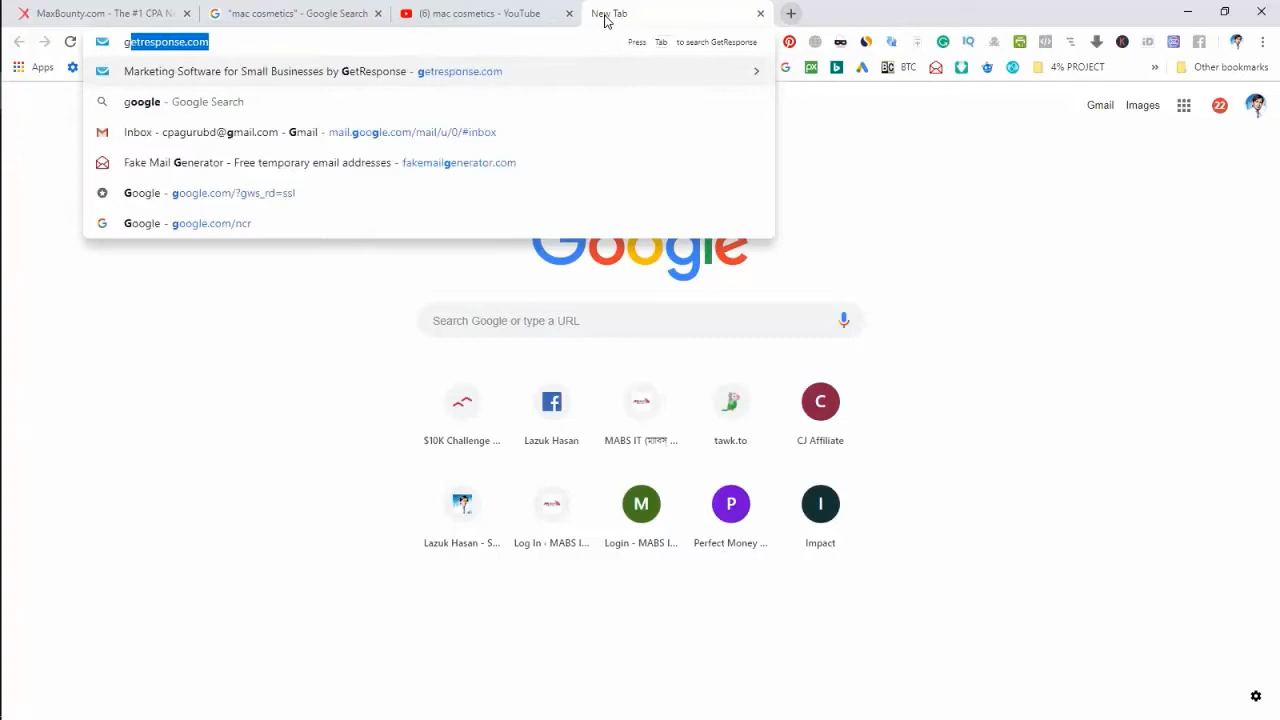 MaxBounty.com - The #1 CPA N
"mac cosmetics" - Google Search
(6) mac cosmetics - YouTube
New Tab
getresponse.com
Press Tab to search GetResponse
Marketing Software for Small Businesses by GetResponse - getresponse.com
google - Google Search
Inbox - cpagurubd@gmail.com - Gmail - mail.google.com/mail/u/0/#inbox
Fake Mail Generator - Free temporary email addresses - fakemailgenerator.com
Google - google.com/?gws_rd=ssl
Google - google.com/ncr
Apps
BTC
4% PROJECT
Other bookmarks
Gmail
Images
22
Google
Search Google or type a URL
$10K Challenge ...
Lazuk Hasan
MABS IT (ম্যাবস্ ...
tawk.to
C
CJ Affiliate
Lazuk Hasan - S...
Log In ‹ MABS I...
M
Login - MABS I...
P
Perfect Money ...
I
Impact